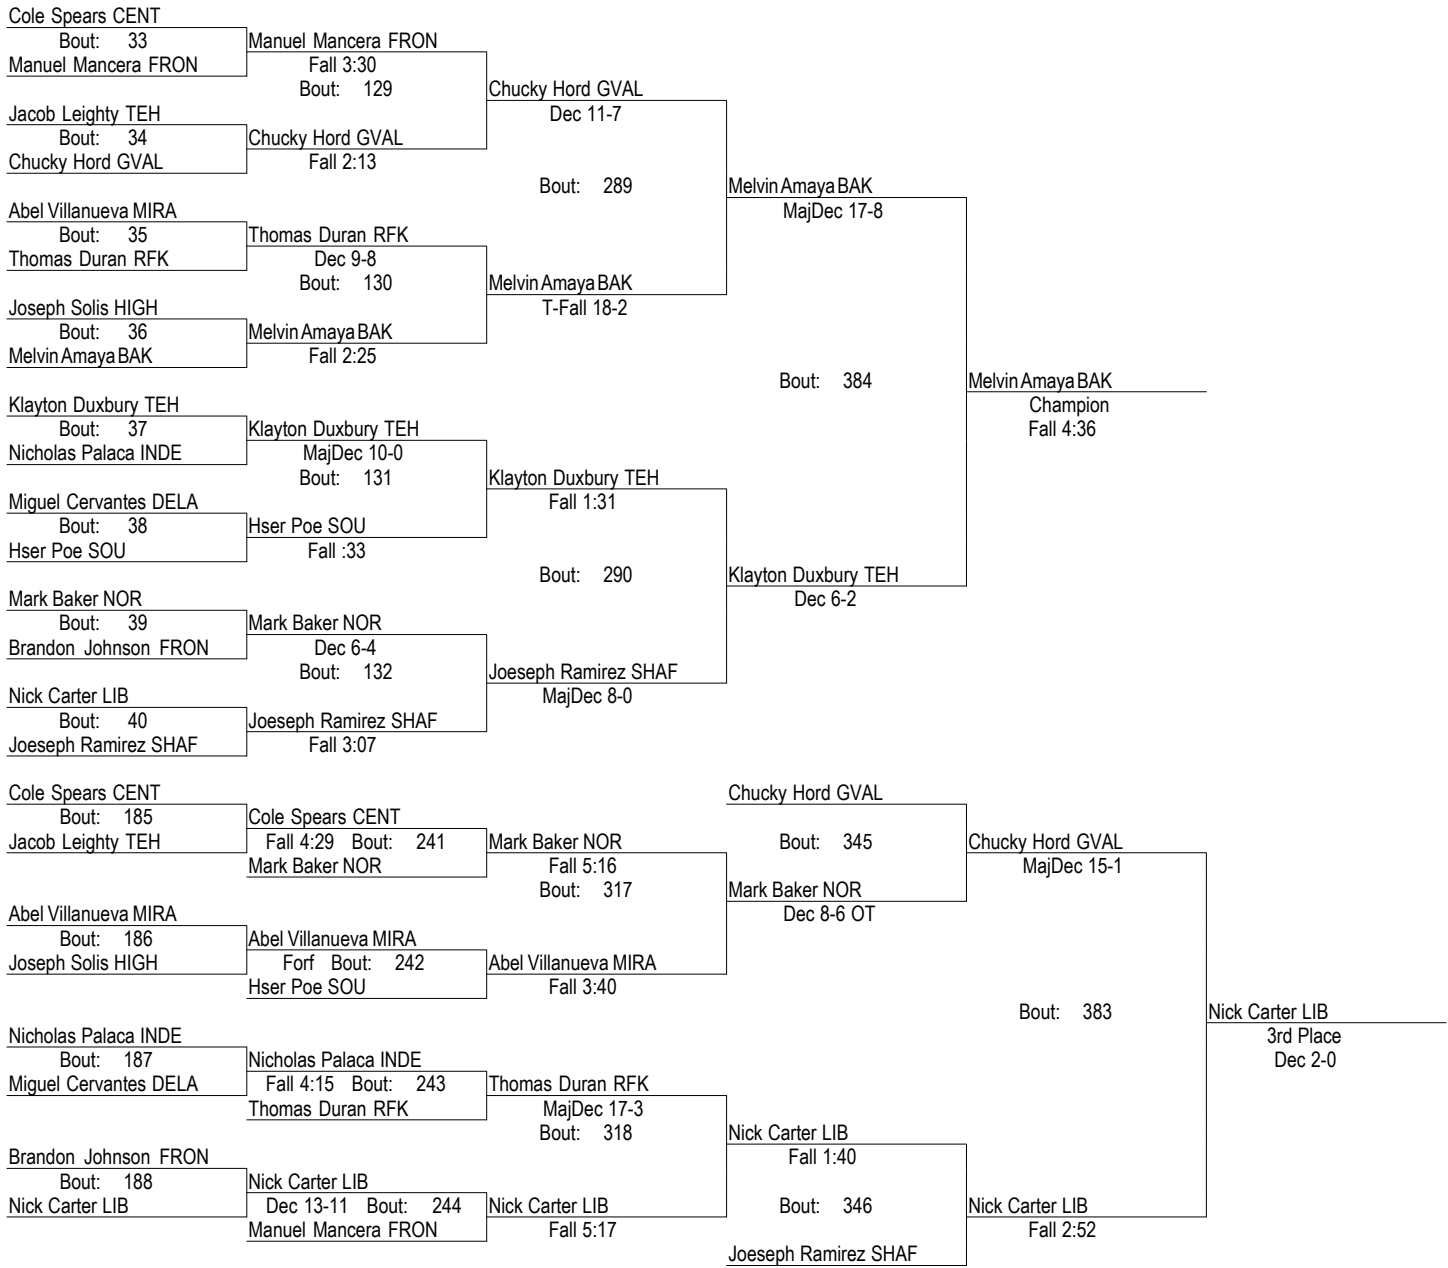 Cole Spears CENT
Bout: 33
Manuel Mancera FRON
Manuel Mancera FRON
Fall 3:30
Bout: 129
Chucky Hord GVAL
Dec 11-7
Jacob Leighty TEH
Bout: 34
Chucky Hord GVAL
Chucky Hord GVAL
Fall 2:13
Bout: 289
Melvin Amaya BAK
MajDec 17-8
Abel Villanueva MIRA
Bout: 35
Thomas Duran RFK
Thomas Duran RFK
Dec 9-8
Bout: 130
Melvin Amaya BAK
T-Fall 18-2
Joseph Solis HIGH
Bout: 36
Melvin Amaya BAK
Melvin Amaya BAK
Fall 2:25
Bout: 384
Melvin Amaya BAK
Champion
Fall 4:36
Klayton Duxbury TEH
Bout: 37
Nicholas Palaca INDE
Klayton Duxbury TEH
MajDec 10-0
Bout: 131
Klayton Duxbury TEH
Fall 1:31
Miguel Cervantes DELA
Bout: 38
Hser Poe SOU
Hser Poe SOU
Fall :33
Bout: 290
Klayton Duxbury TEH
Dec 6-2
Mark Baker NOR
Bout: 39
Brandon Johnson FRON
Mark Baker NOR
Dec 6-4
Bout: 132
Joeseph Ramirez SHAF
MajDec 8-0
Nick Carter LIB
Bout: 40
Joeseph Ramirez SHAF
Joeseph Ramirez SHAF
Fall 3:07
Cole Spears CENT
Bout: 185
Jacob Leighty TEH
Cole Spears CENT
Fall 4:29 Bout: 241
Mark Baker NOR
Mark Baker NOR
Fall 5:16
Bout: 317
Chucky Hord GVAL
Bout: 345
Mark Baker NOR
Dec 8-6 OT
Chucky Hord GVAL
MajDec 15-1
Abel Villanueva MIRA
Bout: 186
Joseph Solis HIGH
Abel Villanueva MIRA
Forf Bout: 242
Hser Poe SOU
Abel Villanueva MIRA
Fall 3:40
Bout: 383
Nick Carter LIB
3rd Place
Dec 2-0
Nicholas Palaca INDE
Bout: 187
Miguel Cervantes DELA
Nicholas Palaca INDE
Fall 4:15 Bout: 243
Thomas Duran RFK
Thomas Duran RFK
MajDec 17-3
Bout: 318
Nick Carter LIB
Fall 1:40
Brandon Johnson FRON
Bout: 188
Nick Carter LIB
Nick Carter LIB
Dec 13-11 Bout: 244
Manuel Mancera FRON
Nick Carter LIB
Fall 5:17
Bout: 346
Joeseph Ramirez SHAF
Nick Carter LIB
Fall 2:52